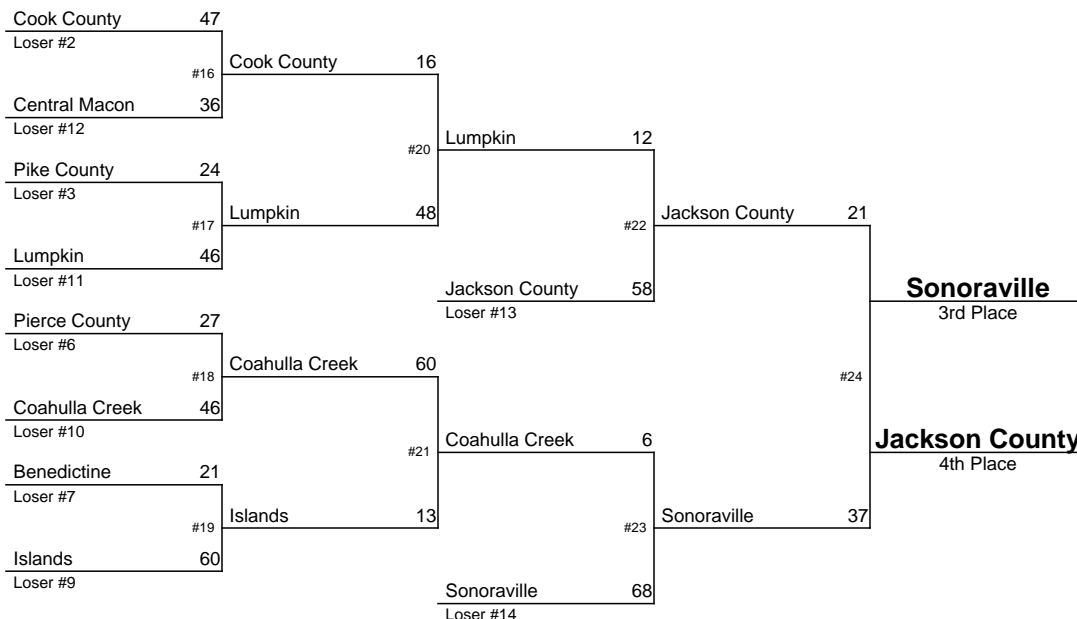 Cook County 47
Loser #2
#16
Cook County 16
Central Macon 36
Loser #12
#20
Lumpkin 12
Pike County 24
Loser #3
#17
Lumpkin 48
#22
Jackson County 21
Lumpkin 46
Loser #11
Jackson County 58
Loser #13
Sonoraville
3rd Place
Pierce County 27
Loser #6
#18
Coahulla Creek 60
#24
Coahulla Creek 46
Loser #10
#21
Coahulla Creek 6
Jackson County
4th Place
Benedictine 21
Loser #7
#19
Islands 13
#23
Sonoraville 37
Islands 60
Loser #9
Sonoraville 68
Loser #14